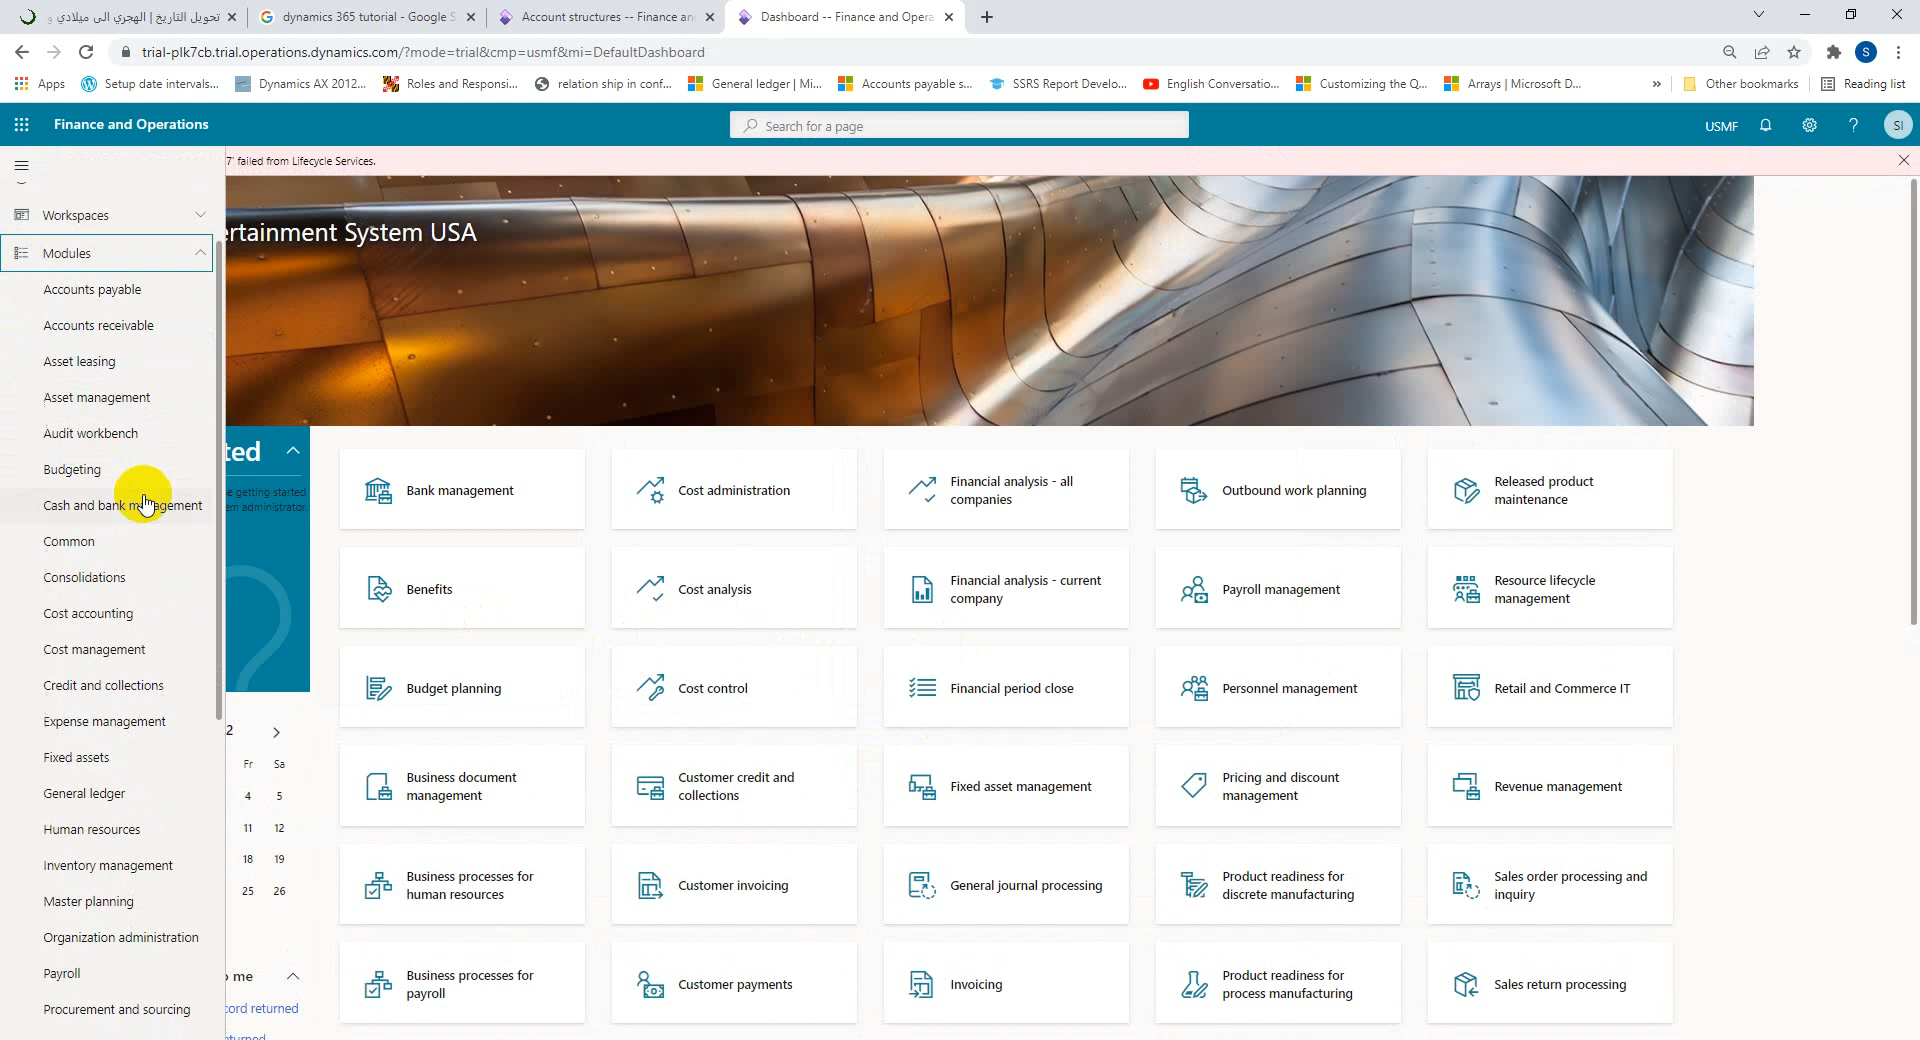 تحويل التاريخ | الهجري الى ميلادي و
dynamics 365 tutorial - Google S
Account structures -- Finance an
Dashboard -- Finance and Opera
trial-plk7cb.trial.operations.dynamics.com/?mode=trial&cmp=usmf&mi=DefaultDashboard
S
Apps
Setup date intervals...
Dynamics AX 2012...
Roles and Responsi...
relation ship in conf...
General ledger | Mi...
Accounts payable s...
SSRS Report Develo...
English Conversatio...
Customizing the Q...
Arrays | Microsoft D...
Other bookmarks
Reading list
Finance and Operations
Search for a page
USMF
SI
7' failed from Lifecycle Services.
ertainment System USA
Workspaces
Modules
Accounts payable
Accounts receivable
Asset leasing
Asset management
Audit workbench
Budgeting
Cash and bank management
Common
Consolidations
Cost accounting
Cost management
Credit and collections
Expense management
Fixed assets
General ledger
Human resources
Inventory management
Master planning
Organization administration
Payroll
Procurement and sourcing
ted
e getting started
em administrator.
2
Fr Sa
4 5
11 12
18 19
25 26
o me
cord returned
Bank management
Cost administration
Financial analysis - all
companies
Outbound work planning
Released product
maintenance
Benefits
Cost analysis
Financial analysis - current
company
Payroll management
Resource lifecycle
management
Budget planning
Cost control
Financial period close
Personnel management
Retail and Commerce IT
Business document
management
Customer credit and
collections
Fixed asset management
Pricing and discount
management
Revenue management
Business processes for
human resources
Customer invoicing
General journal processing
Product readiness for
discrete manufacturing
Sales order processing and
inquiry
Business processes for
payroll
Customer payments
Invoicing
Product readiness for
process manufacturing
Sales return processing